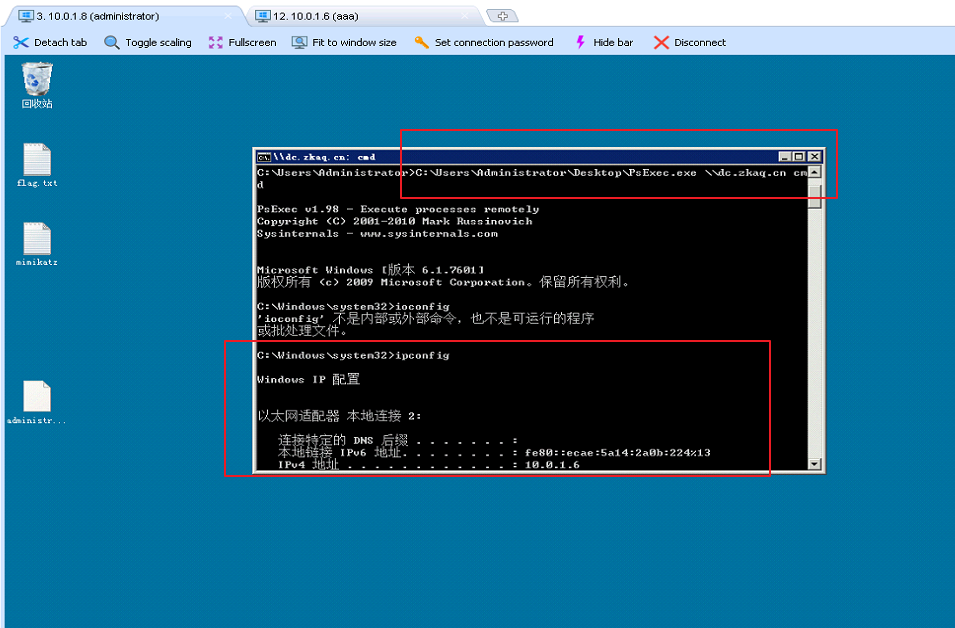 3. 10.0.1.8 (administrator)
12. 10.0.1.6 (aaa)
Detach tab
Toggle scaling
Fullscreen
Fit to window size
Set connection password
Hide bar
Disconnect
回收站
flag.txt
mimikatz
administr...
\\dc.zkaq.cn: cmd
C:\Users\Administrator>C:\Users\Administrator\Desktop\PsExec.exe \\dc.zkaq.cn cm
d
PsExec v1.98 - Execute processes remotely
Copyright (C) 2001-2010 Mark Russinovich
Sysinternals - www.sysinternals.com
Microsoft Windows [版本 6.1.7601]
版权所有 (c) 2009 Microsoft Corporation。保留所有权利。
C:\Windows\system32>ioconfig
'ioconfig' 不是内部或外部命令，也不是可运行的程序
或批处理文件。
C:\Windows\system32>ipconfig
Windows IP 配置
以太网适配器 本地连接 2:
连接特定的 DNS 后缀 . . . . . . . :
本地链接 IPv6 地址. . . . . . . . : fe80::ecae:5a14:2a0b:224%13
IPv4 地址 . . . . . . . . . . . . : 10.0.1.6